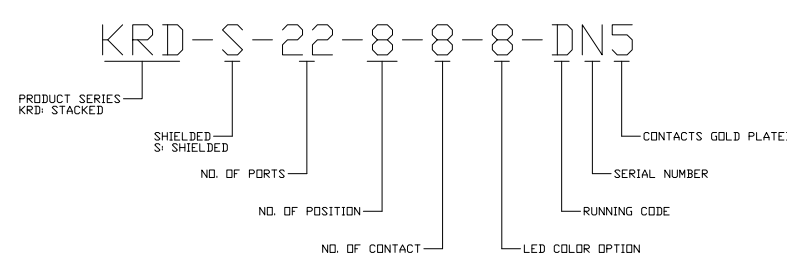 KRD-S-22-8-8-8-DN5
PRODUCT SERIES
KRD: STACKED
SHIELDED
S: SHIELDED
CONTACTS GOLD PLATE
NO. OF PORTS
SERIAL NUMBER
NO. OF POSITION
RUNNING CODE
NO. OF CONTACT
LED COLOR OPTION